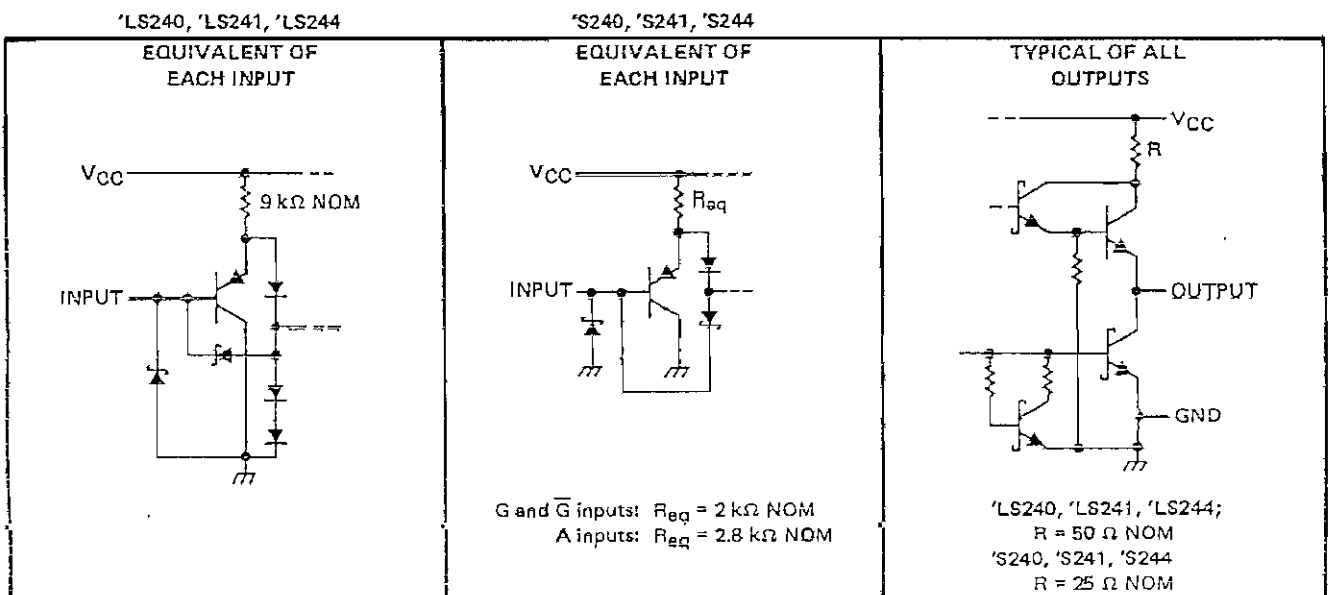 'LS240, 'LS241, 'LS244
EQUIVALENT OF
EACH INPUT
VCC
9 kΩ NOM
INPUT
'S240, 'S241, 'S244
EQUIVALENT OF
EACH INPUT
VCC
Req
INPUT
G and G̅ inputs: Req = 2 kΩ NOM
A inputs: Req = 2.8 kΩ NOM
TYPICAL OF ALL
OUTPUTS
VCC
R
OUTPUT
GND
'LS240, 'LS241, 'LS244;
R = 50 Ω NOM
'S240, 'S241, 'S244
R = 25 Ω NOM